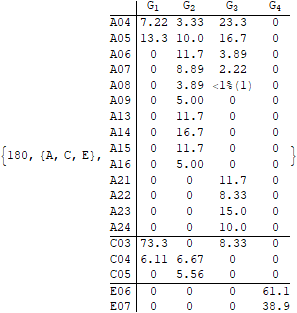 G₁ G₂ G₃ G₄
A04 7.22 3.33 23.3 0
A05 13.3 10.0 16.7 0
A06 0 11.7 3.89 0
A07 0 8.89 2.22 0
A08 0 3.89 <1%(1) 0
A09 0 5.00 0 0
A13 0 11.7 0 0
A14 0 16.7 0 0
A15 0 11.7 0 0
{180, {A, C, E}, }
A16 0 5.00 0 0
A21 0 0 11.7 0
A22 0 0 8.33 0
A23 0 0 15.0 0
A24 0 0 10.0 0
C03 73.3 0 8.33 0
C04 6.11 6.67 0 0
C05 0 5.56 0 0
E06 0 0 0 61.1
E07 0 0 0 38.9